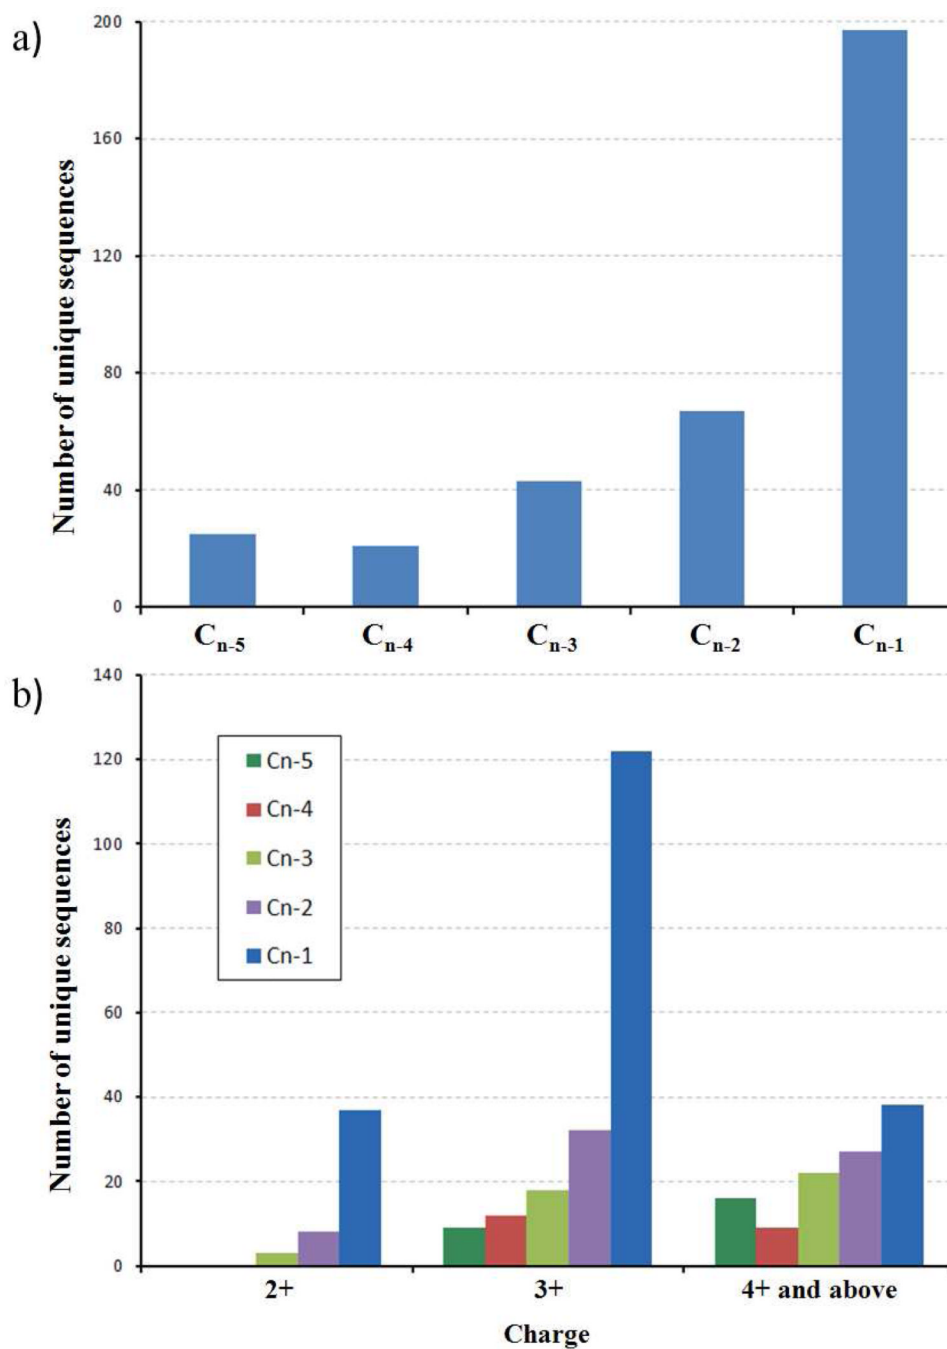 a)
Number of unique sequences
200
160
120
80
40
0
Cn-5
Cn-4
Cn-3
Cn-2
Cn-1
b)
Number of unique sequences
140
120
100
80
60
40
20
0
Cn-5
Cn-4
Cn-3
Cn-2
Cn-1
2+
3+
4+ and above
Charge